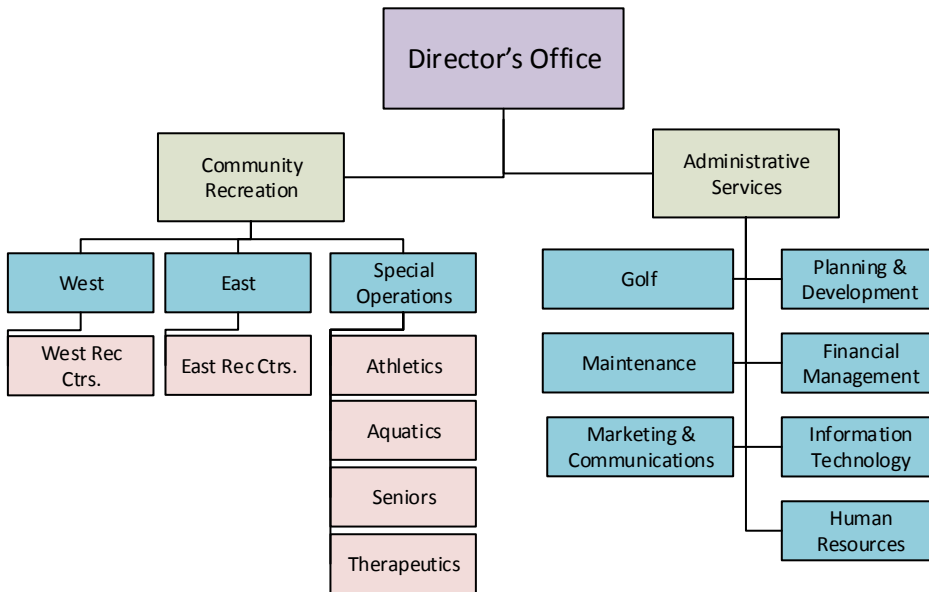 Director’s Office
Community
Recreation
Administrative
Services
West
East
Special
Operations
West Rec
Ctrs.
East Rec Ctrs.
Athletics
Aquatics
Seniors
Therapeutics
Golf
Planning &
Development
Maintenance
Financial
Management
Marketing &
Communications
Information
Technology
Human
Resources